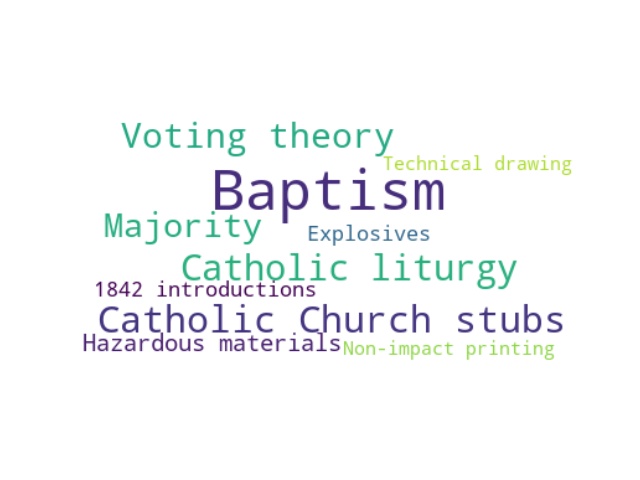 Voting theory
Technical drawing
Baptism
Majority
Explosives
Catholic liturgy
1842 introductions
Catholic Church stubs
Hazardous materials
Non-impact printing